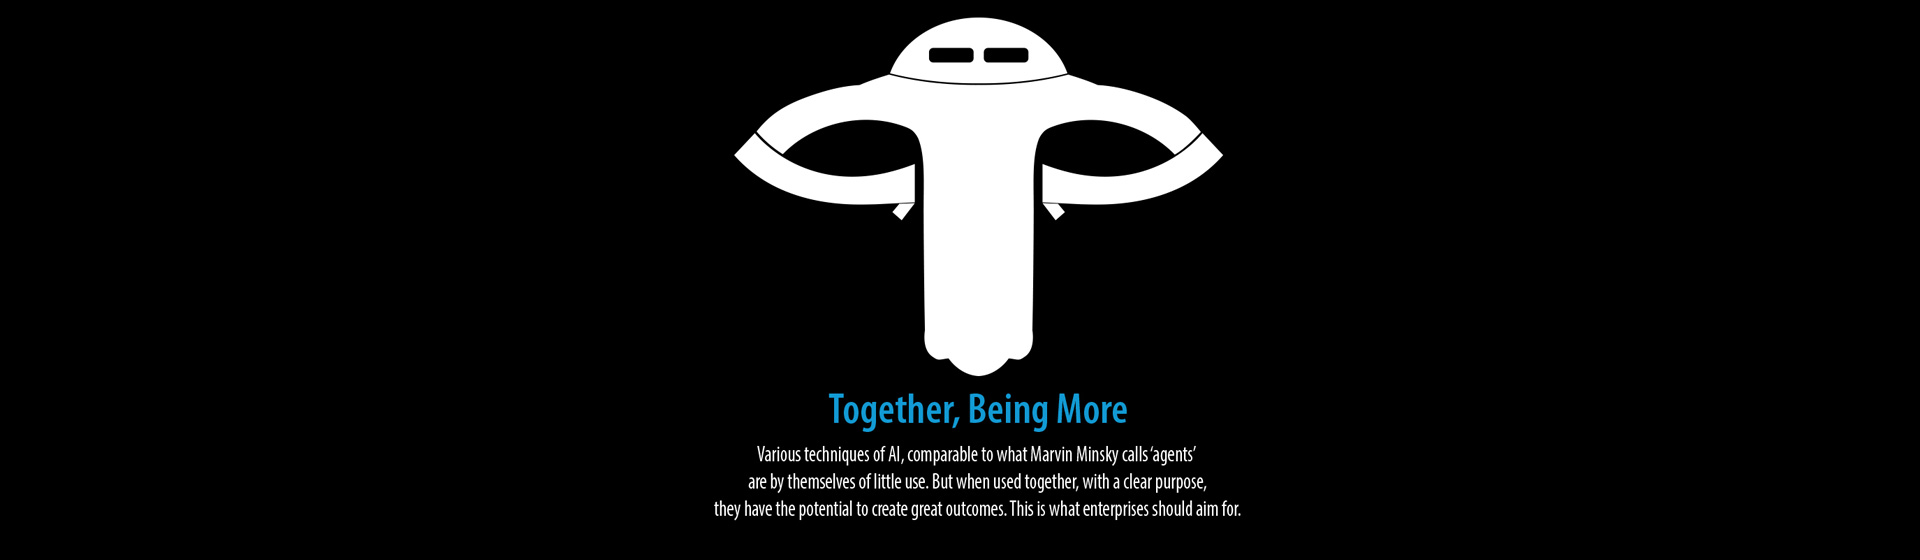 Together, Being More
Various techniques of AI, comparable to what Marvin Minsky calls ‘agents’
are by themselves of little use. But when used together, with a clear purpose,
they have the potential to create great outcomes. This is what enterprises should aim for.